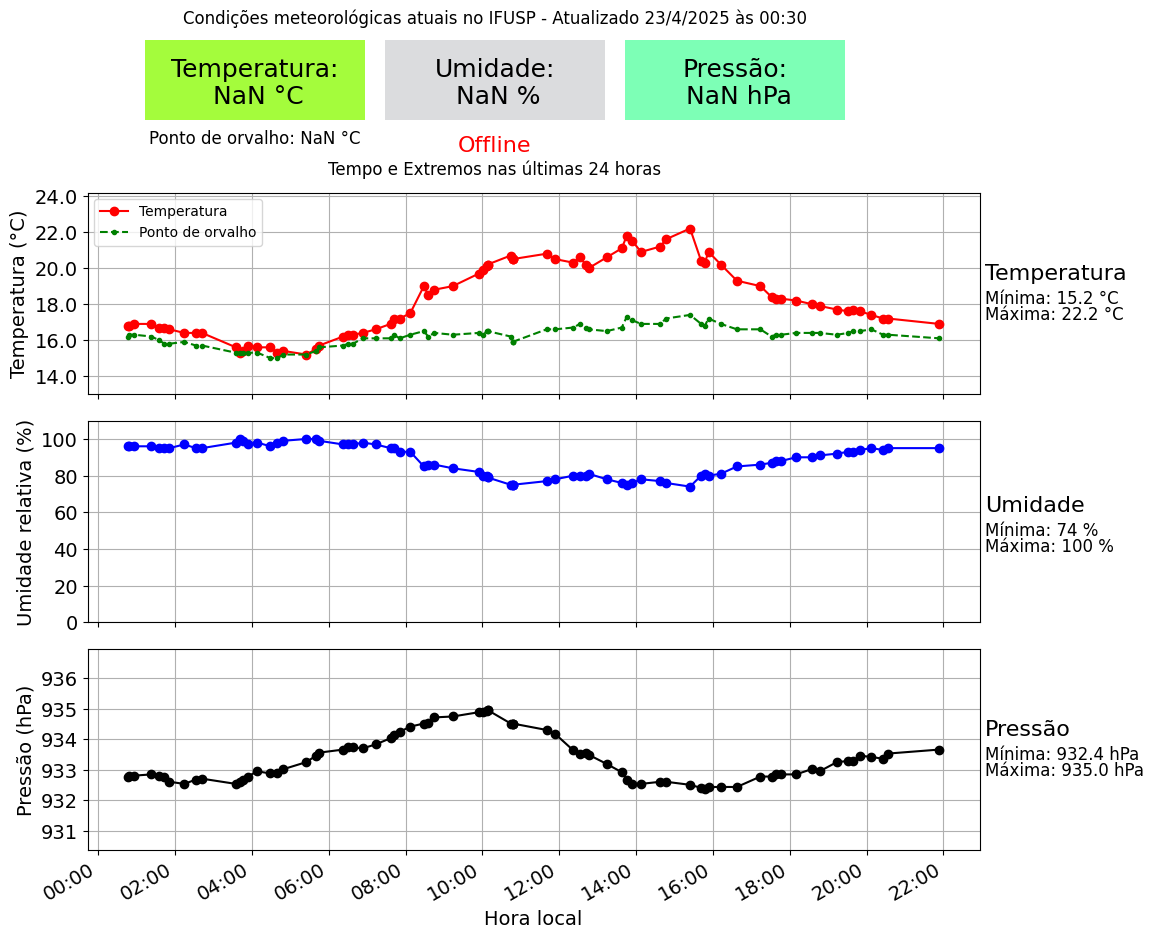 Condições meteorológicas atuais no IFUSP - Atualizado 23/4/2025 às 00:30
Temperatura:
NaN °C
Umidade:
NaN %
Pressão:
NaN hPa
Ponto de orvalho: NaN °C
Offline
Tempo e Extremos nas últimas 24 horas
Temperatura (°C)
24.0
22.0
20.0
18.0
16.0
14.0
Temperatura
Ponto de orvalho
Temperatura
Mínima: 15.2 °C
Máxima: 22.2 °C
Umidade relativa (%)
100
80
60
40
20
0
Umidade
Mínima: 74 %
Máxima: 100 %
Pressão (hPa)
936
935
934
933
932
931
Pressão
Mínima: 932.4 hPa
Máxima: 935.0 hPa
00:00
02:00
04:00
06:00
08:00
10:00
12:00
14:00
16:00
18:00
20:00
22:00
Hora local